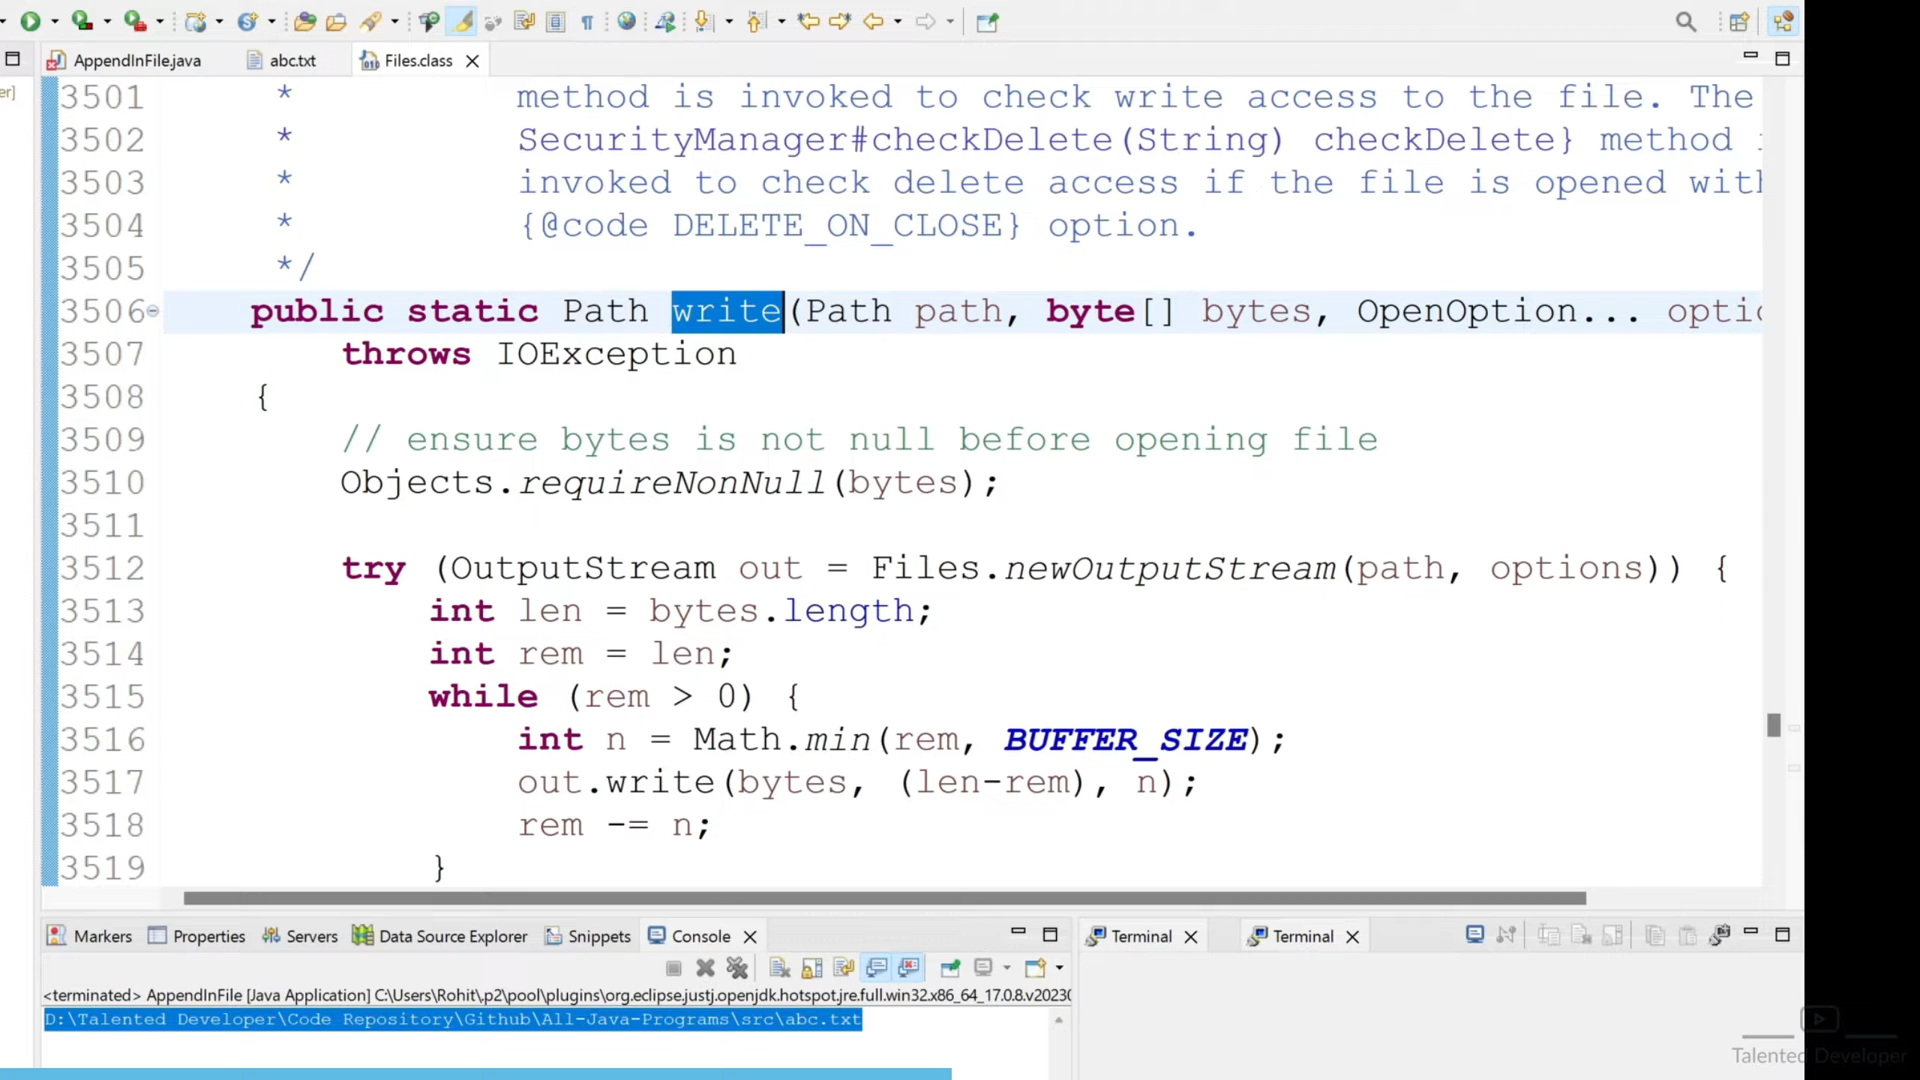 AppendInFile.java
abc.txt
Files.class
er]
3501 * method is invoked to check write access to the file. The
3502 * SecurityManager#checkDelete(String) checkDelete} method
3503 * invoked to check delete access if the file is opened with
3504 * {@code DELETE_ON_CLOSE} option.
3505 */
3506 public static Path write(Path path, byte[] bytes, OpenOption... optio
3507 throws IOException
3508 {
3509 // ensure bytes is not null before opening file
3510 Objects.requireNonNull(bytes);
3511
3512 try (OutputStream out = Files.newOutputStream(path, options)) {
3513 int len = bytes.length;
3514 int rem = len;
3515 while (rem > 0) {
3516 int n = Math.min(rem, BUFFER_SIZE);
3517 out.write(bytes, (len-rem), n);
3518 rem -= n;
3519 }
Markers
Properties
Servers
Data Source Explorer
Snippets
Console
Terminal
Terminal
<terminated> AppendInFile [Java Application] C:\Users\Rohit\p2\pool\plugins\org.eclipse.justj.openjdk.hotspot.jre.full.win32.x86_64_17.0.8.v20230
D:\Talented Developer\Code Repository\Github\All-Java-Programs\src\abc.txt
Talented Developer